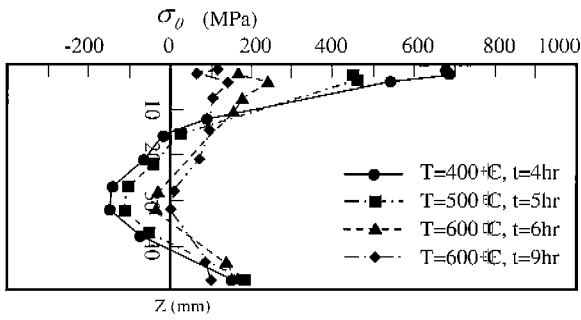 σθ (MPa)
-200 0 200 400 600 800 1000
10
20
30
40
T=400℃, t=4hr
T=500℃, t=5hr
T=600℃, t=6hr
T=600℃, t=9hr
Z (mm)